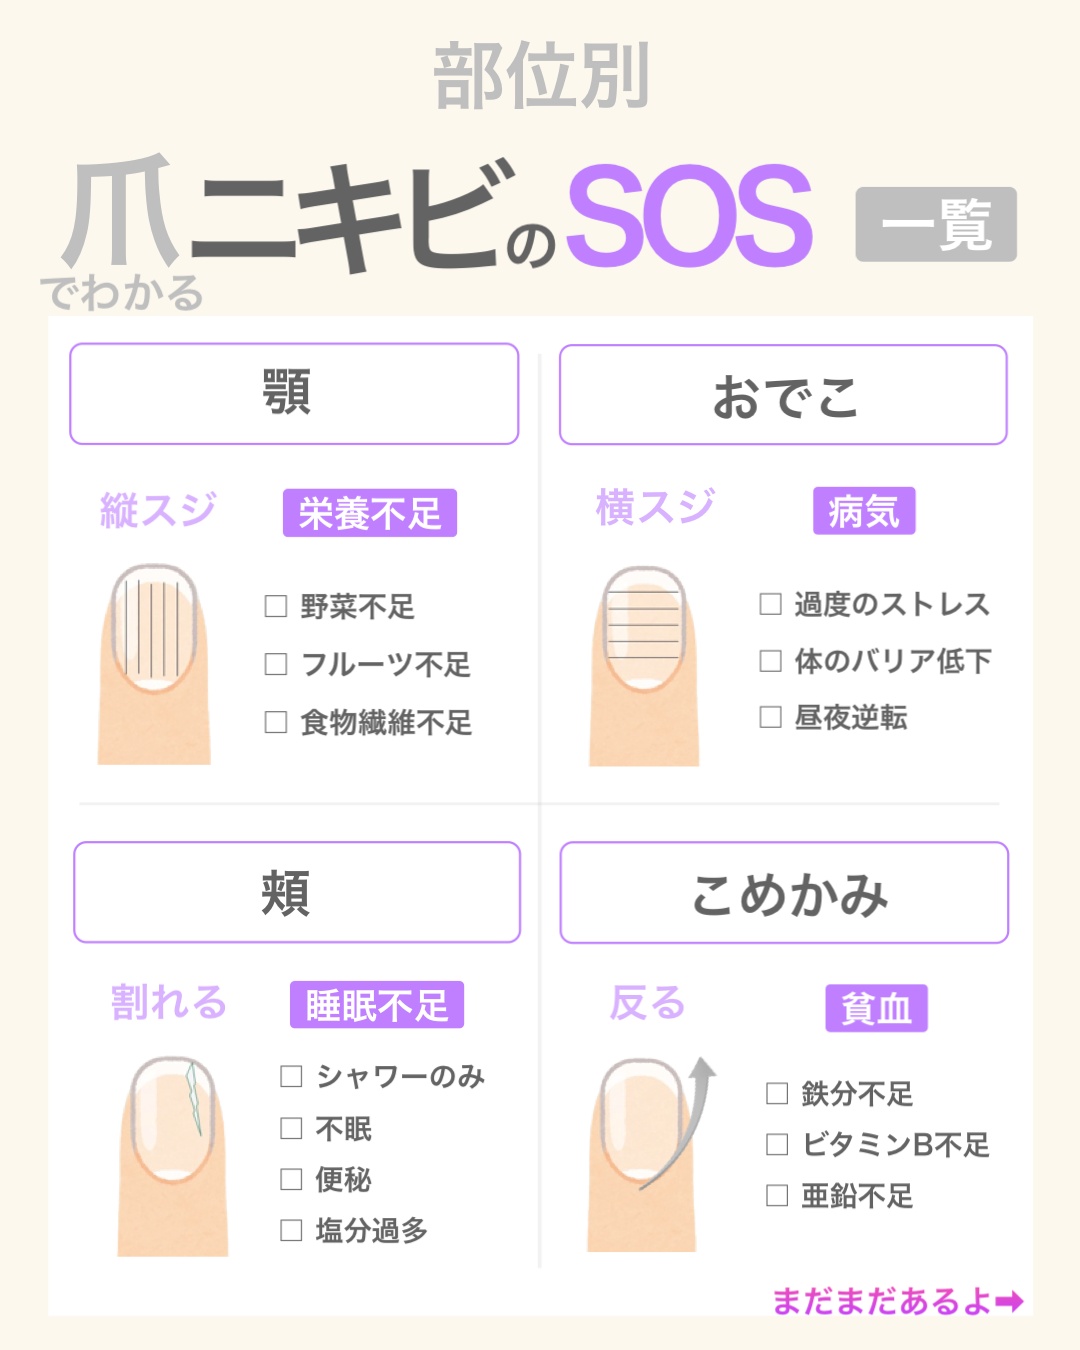 部位別
爪ニキビのSOS 一覧
でわかる
顎
縦スジ 栄養不足
□ 野菜不足
□ フルーツ不足
□ 食物繊維不足
おでこ
横スジ 病気
□ 過度のストレス
□ 体のバリア低下
□ 昼夜逆転
頬
割れる 睡眠不足
□ シャワーのみ
□ 不眠
□ 便秘
□ 塩分過多
こめかみ
反る 貧血
□ 鉄分不足
□ ビタミンB不足
□ 亜鉛不足
まだまだあるよ➡